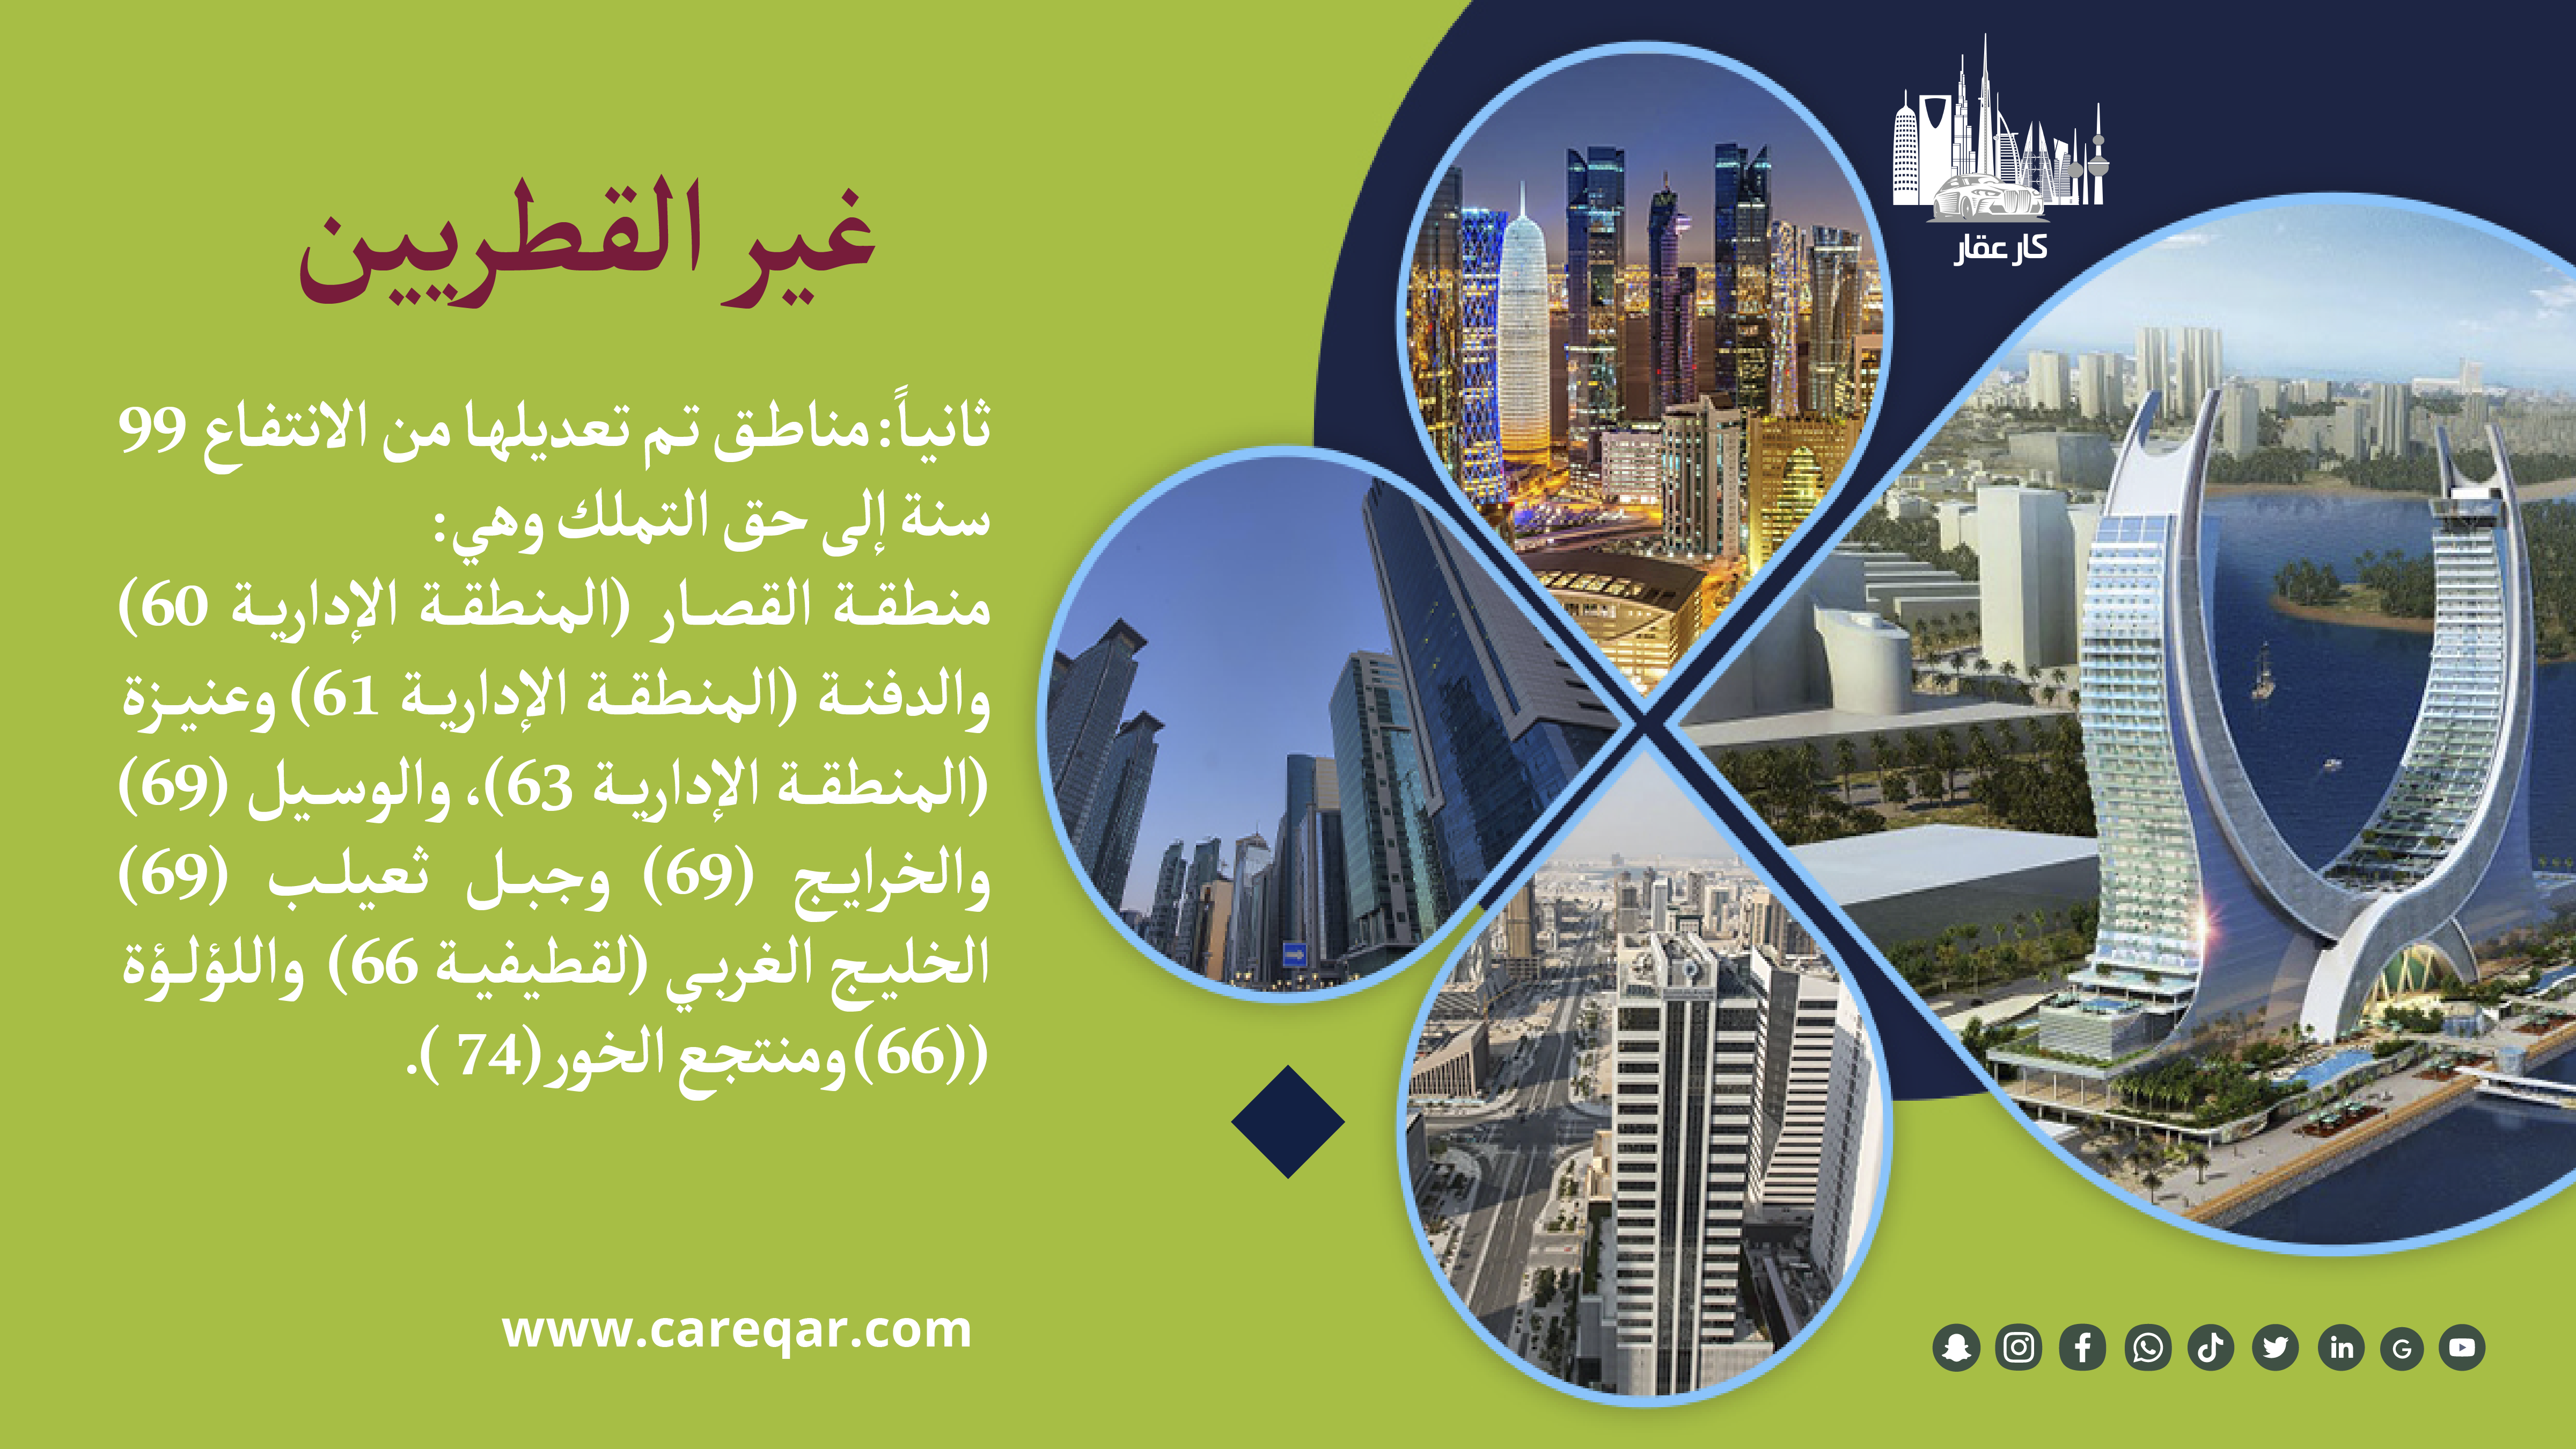 كار عقار
غير القطريين
ثانياً: مناطق تم تعديلها من الانتفاع 99
سنة إلى حق التملك وهي:
منطقة القصار (المنطقة الإدارية 60)
والدفنة (المنطقة الإدارية 61) وعنيزة
(المنطقة الإدارية 63)، والوسيل (69)
والخرايج (69) وجبل ثعيلب (69)
الخليج الغربي (لقطيفية 66) واللؤلؤة
((66) ومنتجع الخور (74 ).
www.careqar.com